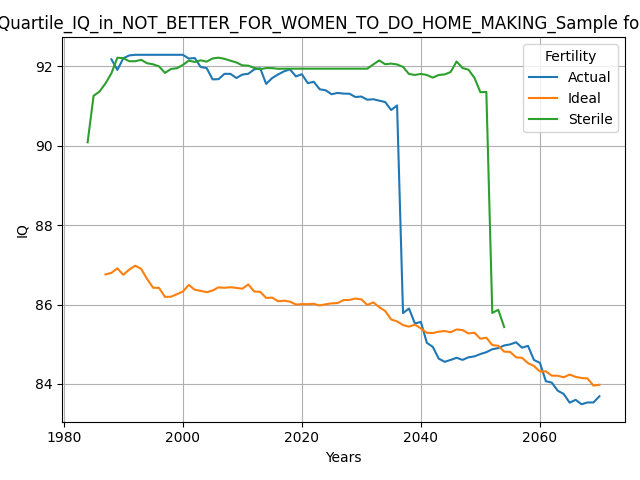 Quartile_IQ_in_NOT_BETTER_FOR_WOMEN_TO_DO_HOME_MAKING_Sample fo
Fertility
Actual
Ideal
Sterile
92
90
88
86
84
IQ
1980
2000
2020
2040
2060
Years